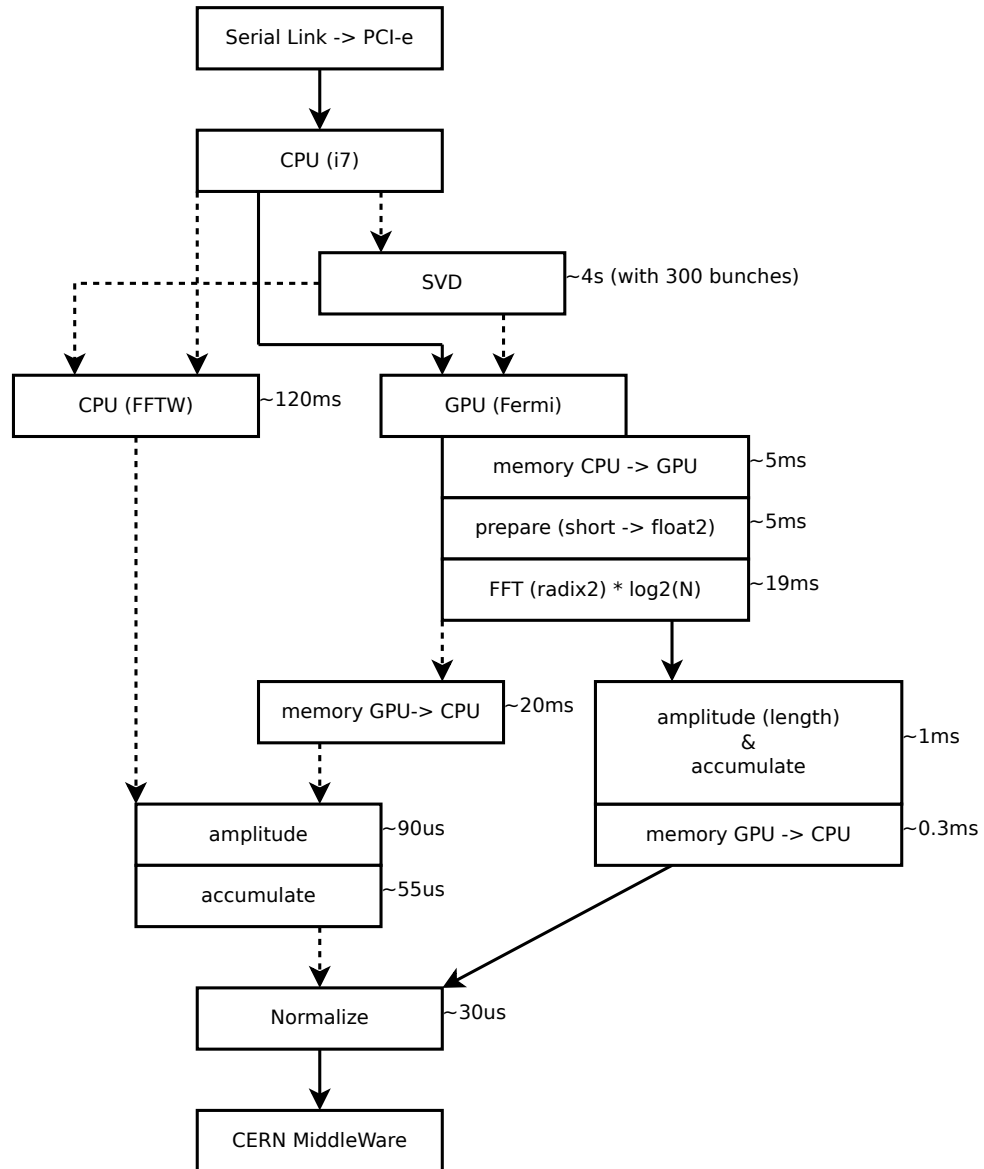 Serial Link -> PCI-e
CPU (i7)
SVD
~4s (with 300 bunches)
CPU (FFTW)
~120ms
GPU (Fermi)
memory CPU -> GPU
~5ms
prepare (short -> float2)
~5ms
FFT (radix2) * log2(N)
~19ms
memory GPU-> CPU
~20ms
amplitude (length)
&
accumulate
~1ms
memory GPU -> CPU
~0.3ms
amplitude
~90us
accumulate
~55us
Normalize
~30us
CERN MiddleWare